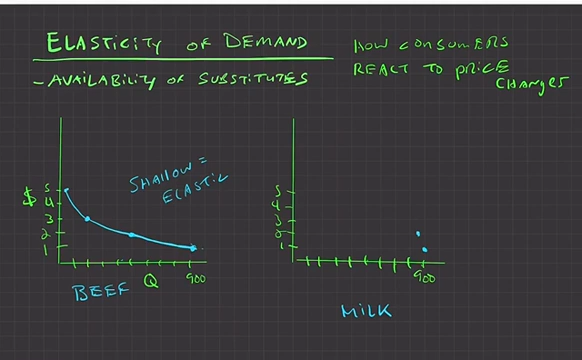 ELASTICITY OF DEMAND
- AVAILABILITY OF SUBSTITUTES
HOW CONSUMERS
REACT TO PRICE
CHANGES
SHALLOW =
ELASTIC
$
5
4
3
2
1
900
BEEF
Q
5
4
3
2
1
900
MILK